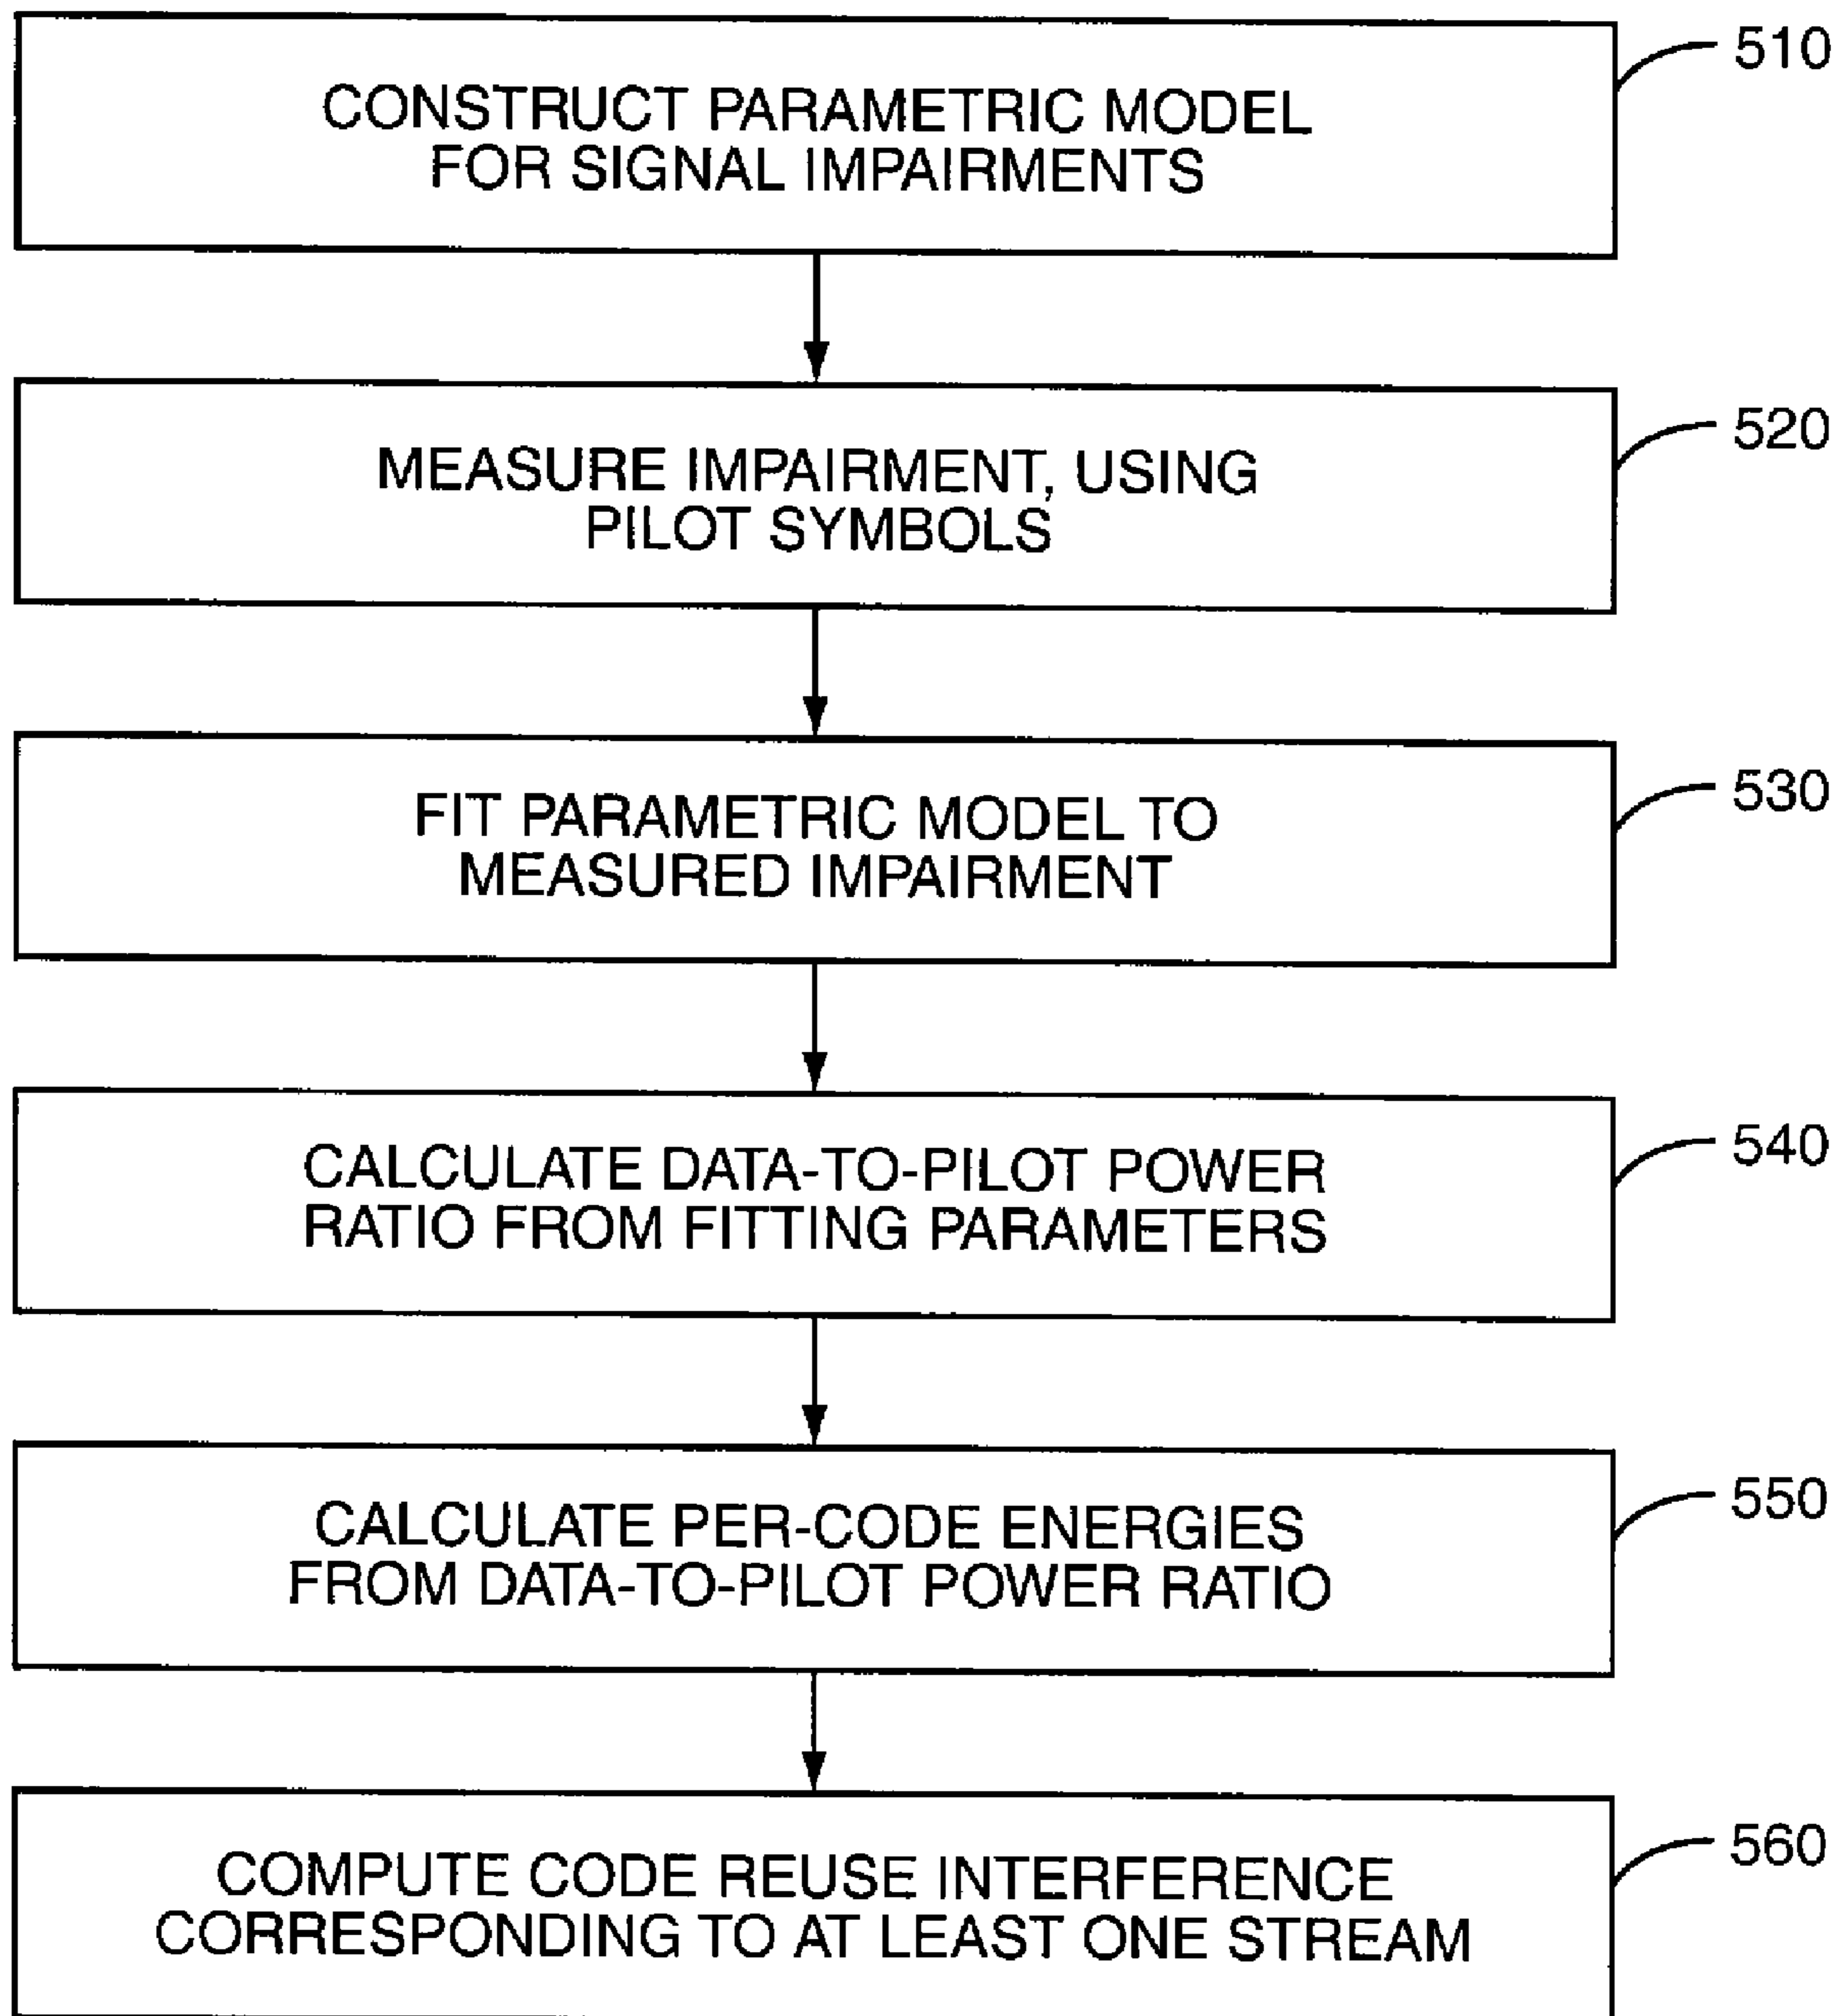 CONSTRUCT PARAMETRIC MODEL
FOR SIGNAL IMPAIRMENTS
510
MEASURE IMPAIRMENT, USING
PILOT SYMBOLS
520
FIT PARAMETRIC MODEL TO
MEASURED IMPAIRMENT
530
CALCULATE DATA-TO-PILOT POWER
RATIO FROM FITTING PARAMETERS
540
CALCULATE PER-CODE ENERGIES
FROM DATA-TO-PILOT POWER RATIO
550
COMPUTE CODE REUSE INTERFERENCE
CORRESPONDING TO AT LEAST ONE STREAM
560